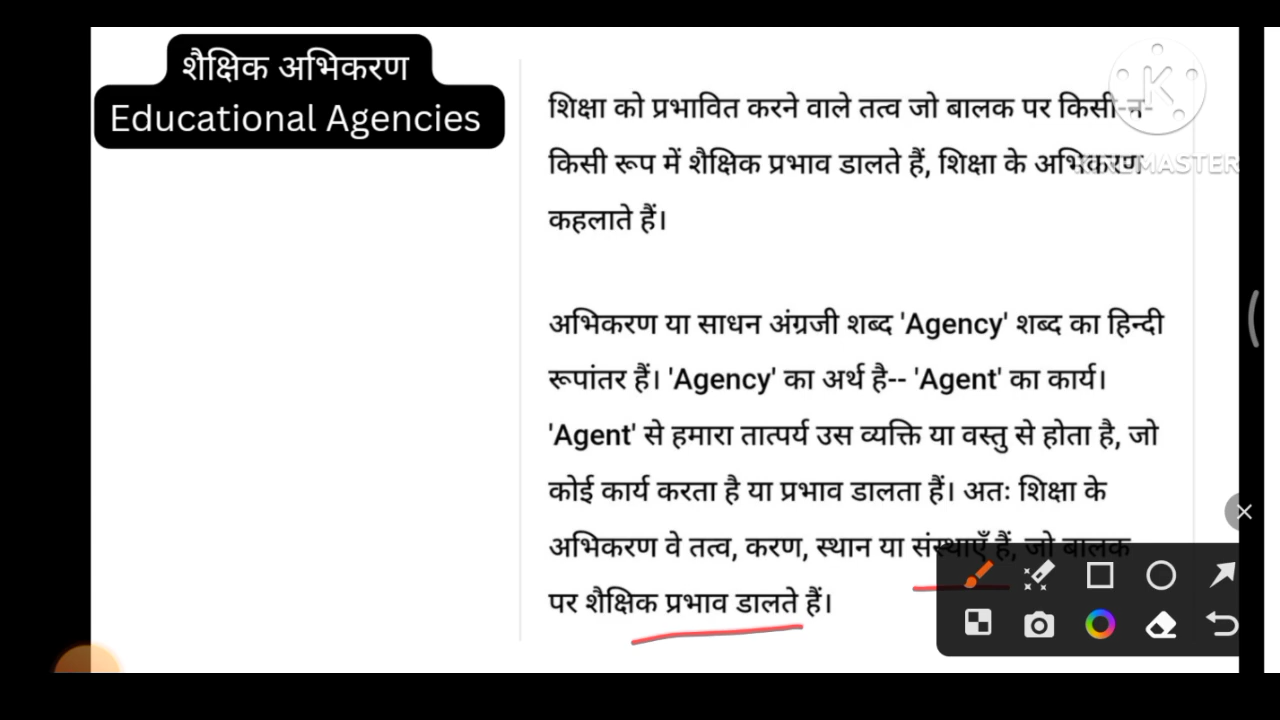 शैक्षिक अभिकरण
Educational Agencies
शिक्षा को प्रभावित करने वाले तत्व जो बालक पर किसी-न-
किसी रूप में शैक्षिक प्रभाव डालते हैं, शिक्षा के अभिकरण
कहलाते हैं।
KINEMASTER
अभिकरण या साधन अंग्रजी शब्द 'Agency' शब्द का हिन्दी
रूपांतर हैं। 'Agency' का अर्थ है-- 'Agent' का कार्य।
'Agent' से हमारा तात्पर्य उस व्यक्ति या वस्तु से होता है, जो
कोई कार्य करता है या प्रभाव डालता हैं। अतः शिक्षा के
अभिकरण वे तत्व, करण, स्थान या संस्थाएँ हैं, जो बालक
पर शैक्षिक प्रभाव डालते हैं।